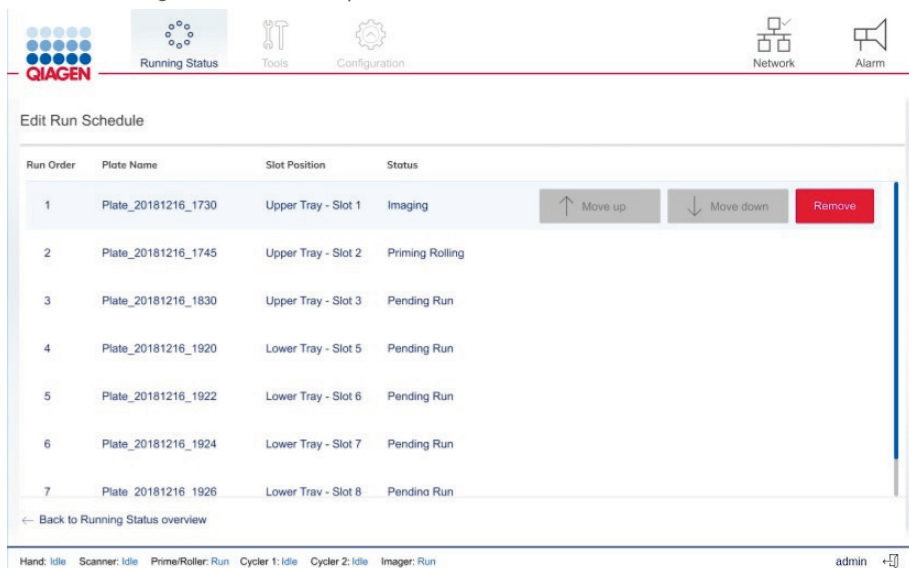 QIAGEN
Running Status Tools Configuration Network Alarm
Edit Run Schedule
Run Order Plate Name Slot Position Status
1 Plate_20181216_1730 Upper Tray - Slot 1 Imaging Move up Move down Remove
2 Plate_20181216_1745 Upper Tray - Slot 2 Priming Rolling
3 Plate_20181216_1830 Upper Tray - Slot 3 Pending Run
4 Plate_20181216_1920 Lower Tray - Slot 5 Pending Run
5 Plate_20181216_1922 Lower Tray - Slot 6 Pending Run
6 Plate_20181216_1924 Lower Tray - Slot 7 Pending Run
7 Plate_20181216_1926 Lower Tray - Slot 8 Pending Run
← Back to Running Status overview
Hand: Idle Scanner: Idle Prime/Roller: Run Cycler 1: Idle Cycler 2: Idle Imager: Run admin